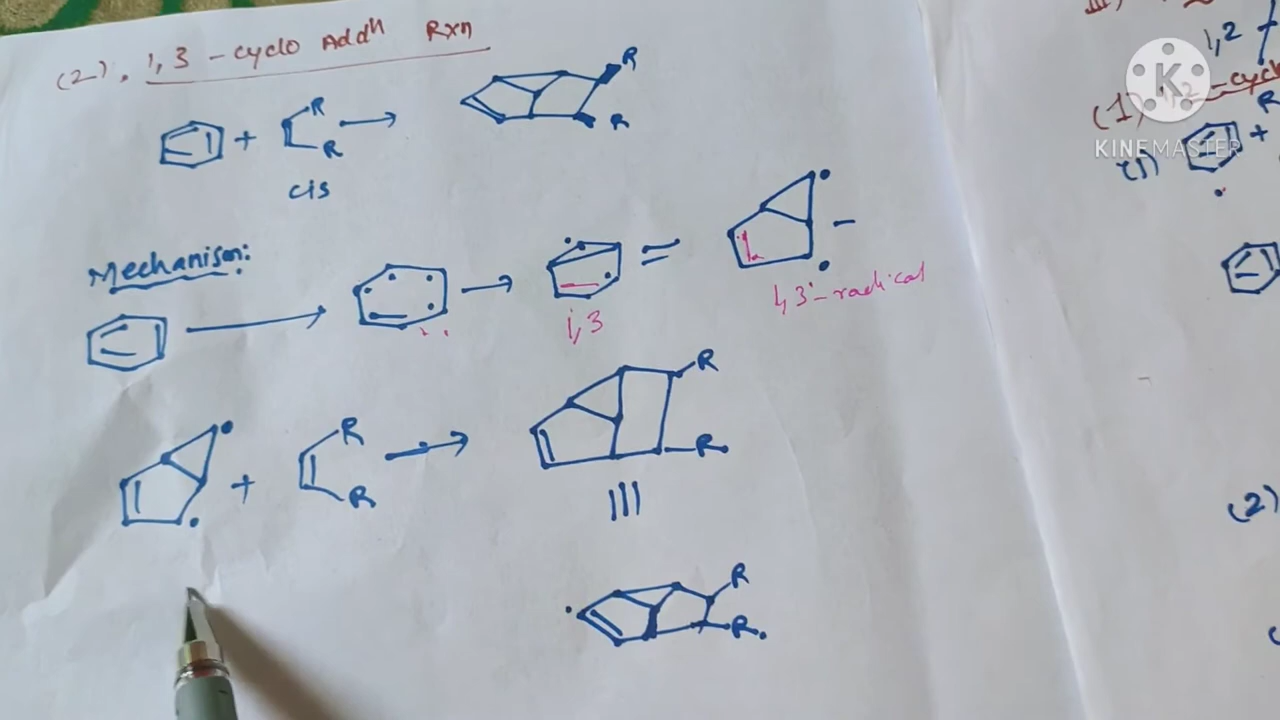 (2). 1,3 - cyclo Addⁿ Rxn
R
R
+
R
R
cis
Mechanism:
1,3
1,3-radical
R
R
+
R
R
R
R
1,2
(1)
K
KINEMASTER
(1)
+
R
(2)